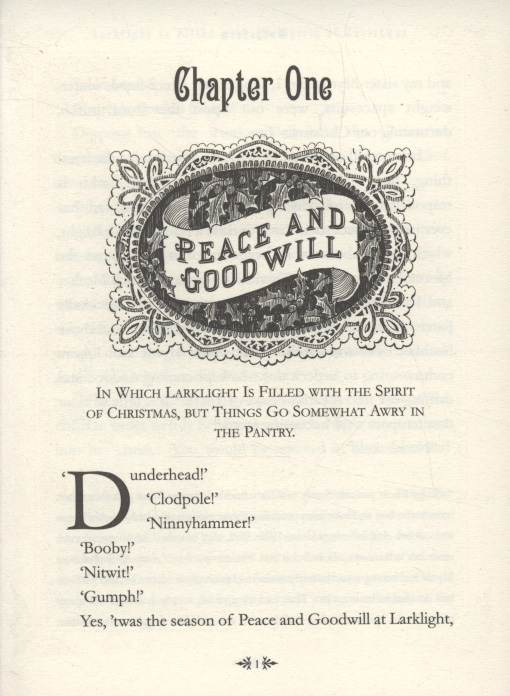 Chapter One
PEACE AND
GOODWILL
IN WHICH LARKLIGHT IS FILLED WITH THE SPIRIT
OF CHRISTMAS, BUT THINGS GO SOMEWHAT AWRY IN
THE PANTRY.
‘Dunderhead!’
‘Clodpole!’
‘Ninnyhammer!’
‘Booby!’
‘Nitwit!’
‘Gumph!’
Yes, ’twas the season of Peace and Goodwill at Larklight,
1